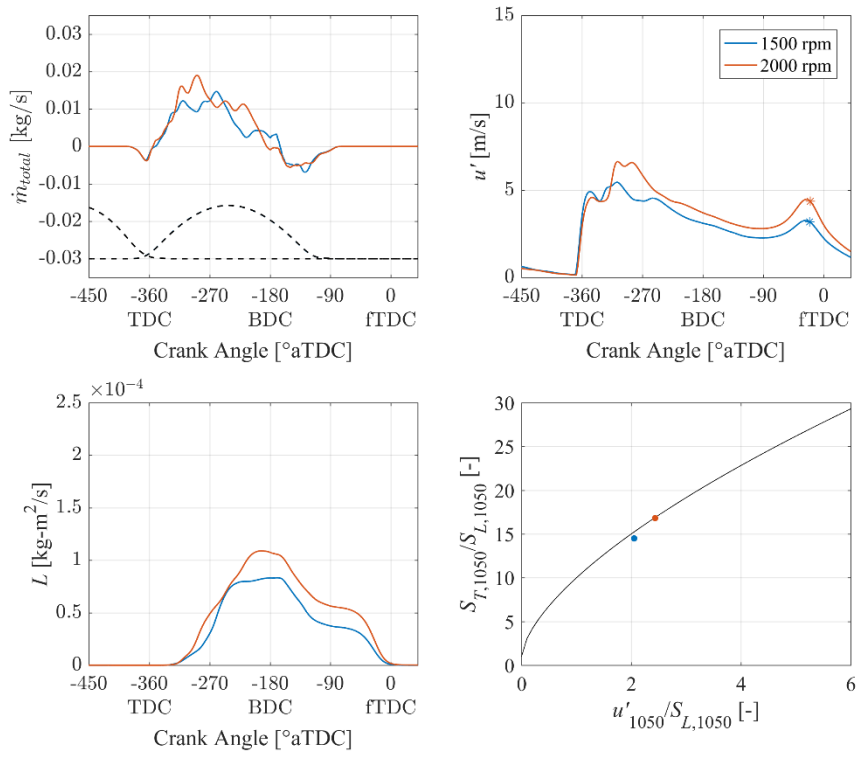 0.03
0.02
0.01
0
-0.01
-0.02
-0.03
ṁ_total [kg/s]
-450 -360 -270 -180 -90 0
TDC BDC fTDC
Crank Angle [°aTDC]
15
10
5
0
u' [m/s]
1500 rpm
2000 rpm
-450 -360 -270 -180 -90 0
TDC BDC fTDC
Crank Angle [°aTDC]
×10⁻⁴
2.5
2
1.5
1
0.5
0
L [kg-m²/s]
-450 -360 -270 -180 -90 0
TDC BDC fTDC
Crank Angle [°aTDC]
30
25
20
15
10
5
0
S_T,1050/S_L,1050 [-]
0 2 4 6
u'_1050/S_L,1050 [-]